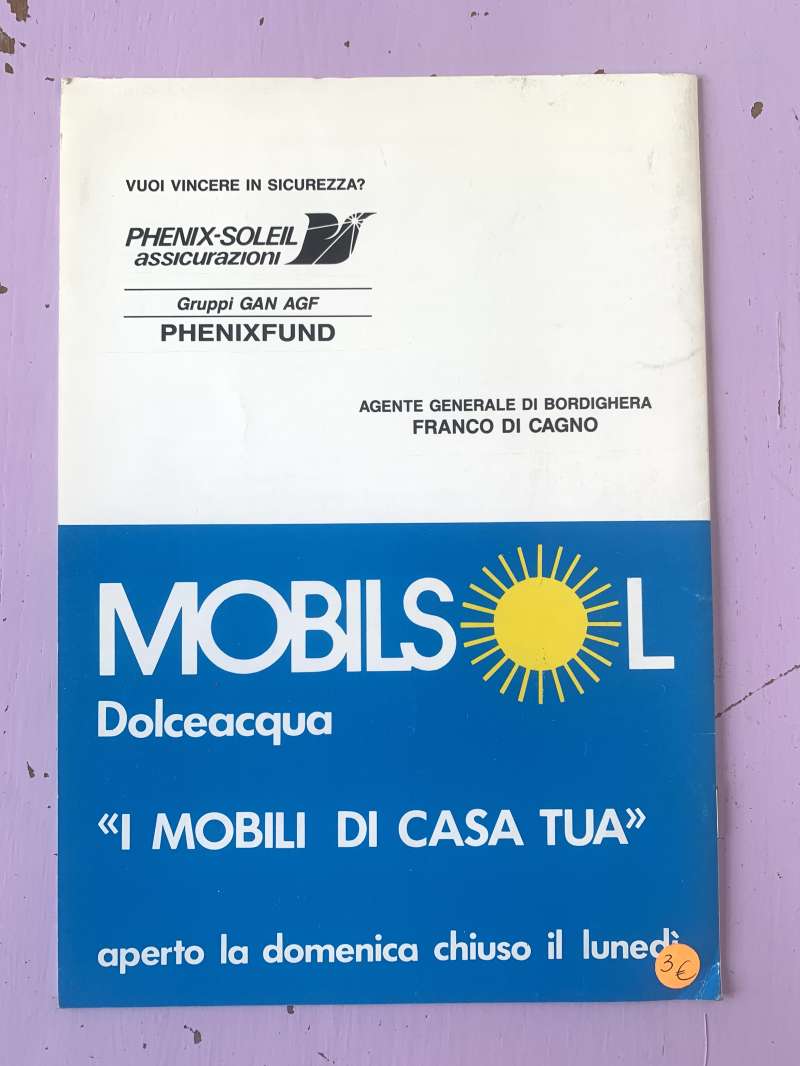 VUOI VINCERE IN SICUREZZA?
PHENIX-SOLEIL
assicurazioni
Gruppi GAN AGF
PHENIXFUND
AGENTE GENERALE DI BORDIGHERA
FRANCO DI CAGNO
MOBILSOL
Dolceacqua
«I MOBILI DI CASA TUA»
aperto la domenica chiuso il lunedì
3€